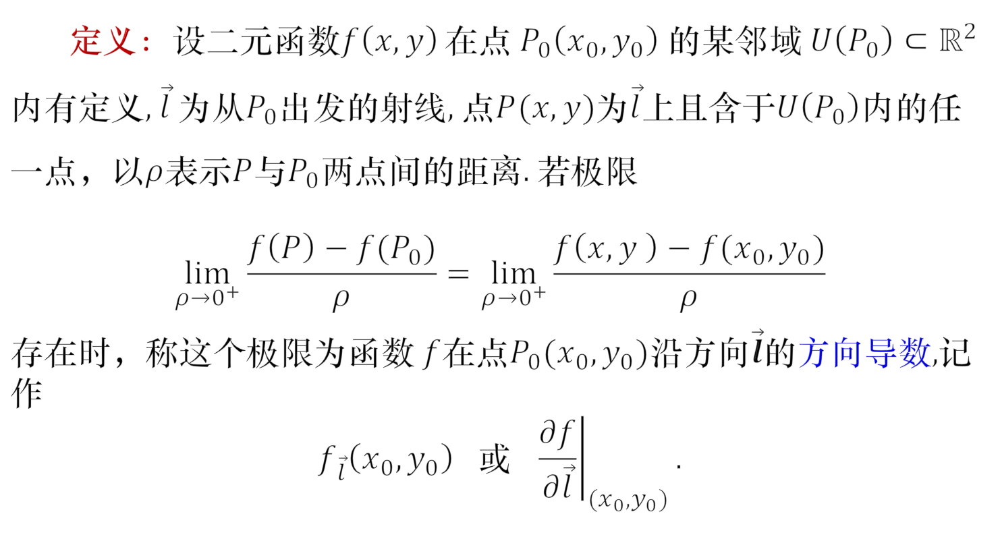 定义：设二元函数$f(x,y)$在点 $P_0(x_0,y_0)$ 的某邻域 $U(P_0)\subset\mathbb{R}^2$
内有定义,$\vec{l}$为从$P_0$出发的射线,点$P(x,y)$为$\vec{l}$上且含于$U(P_0)$内的任
一点，以$\rho$表示$P$与$P_0$两点间的距离.若极限
$$\lim_{\rho\to 0^+}\frac{f(P)-f(P_0)}{\rho}=\lim_{\rho\to 0^+}\frac{f(x,y)-f(x_0,y_0)}{\rho}$$
存在时，称这个极限为函数 $f$在点$P_0(x_0,y_0)$沿方向$\vec{\boldsymbol{l}}$的方向导数,记
作
$$f_{\vec{l}}(x_0,y_0)\ \ 或\ \ \left.\frac{\partial f}{\partial \vec{l}}\right|_{(x_0,y_0)}.$$